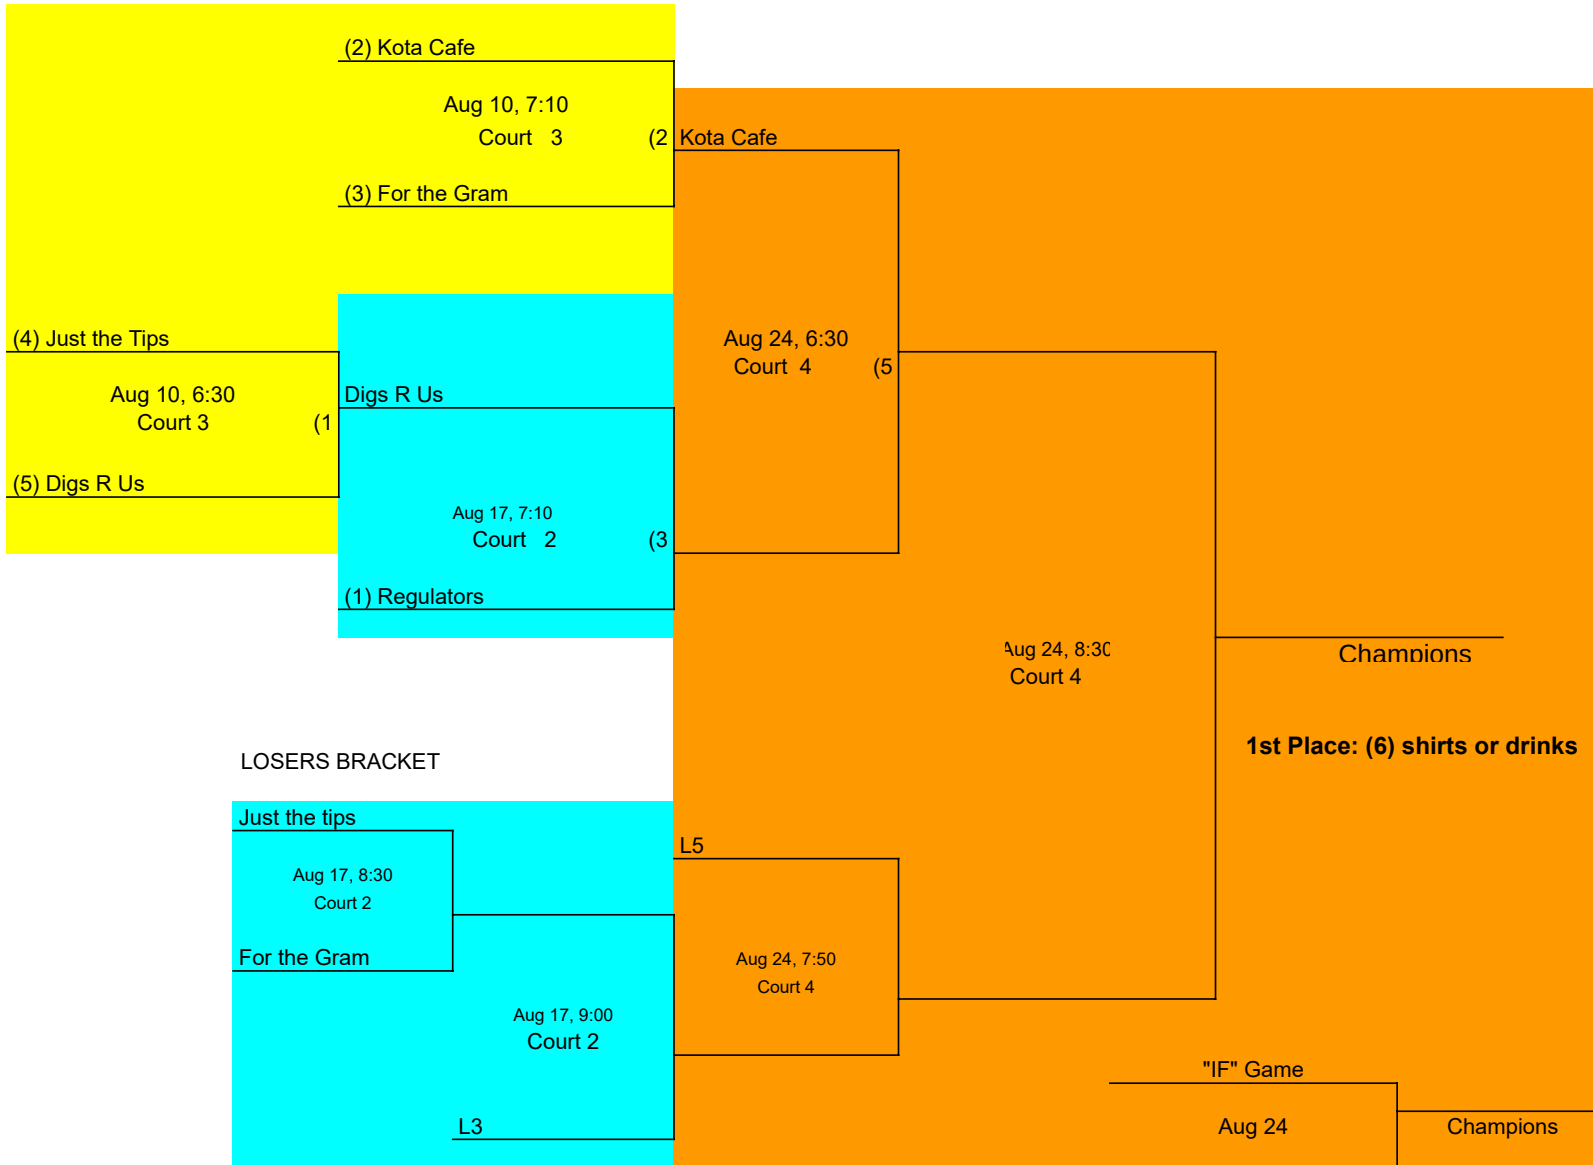 (2) Kota Cafe
Aug 10, 7:10
Court 3 (2
Kota Cafe
(3) For the Gram
(4) Just the Tips
Aug 10, 6:30
Court 3 (1
(5) Digs R Us
Digs R Us
Aug 17, 7:10
Court 2 (3
(1) Regulators
Aug 24, 6:30
Court 4 (5
Aug 24, 8:30
Court 4
Champions
1st Place: (6) shirts or drinks
LOSERS BRACKET
Just the tips
Aug 17, 8:30
Court 2
For the Gram
Aug 17, 9:00
Court 2
L3
L5
Aug 24, 7:50
Court 4
"IF" Game
Aug 24
Champions